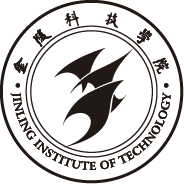 金陵科技学院
· JINLING INSTITUTE OF TECHNOLOGY ·